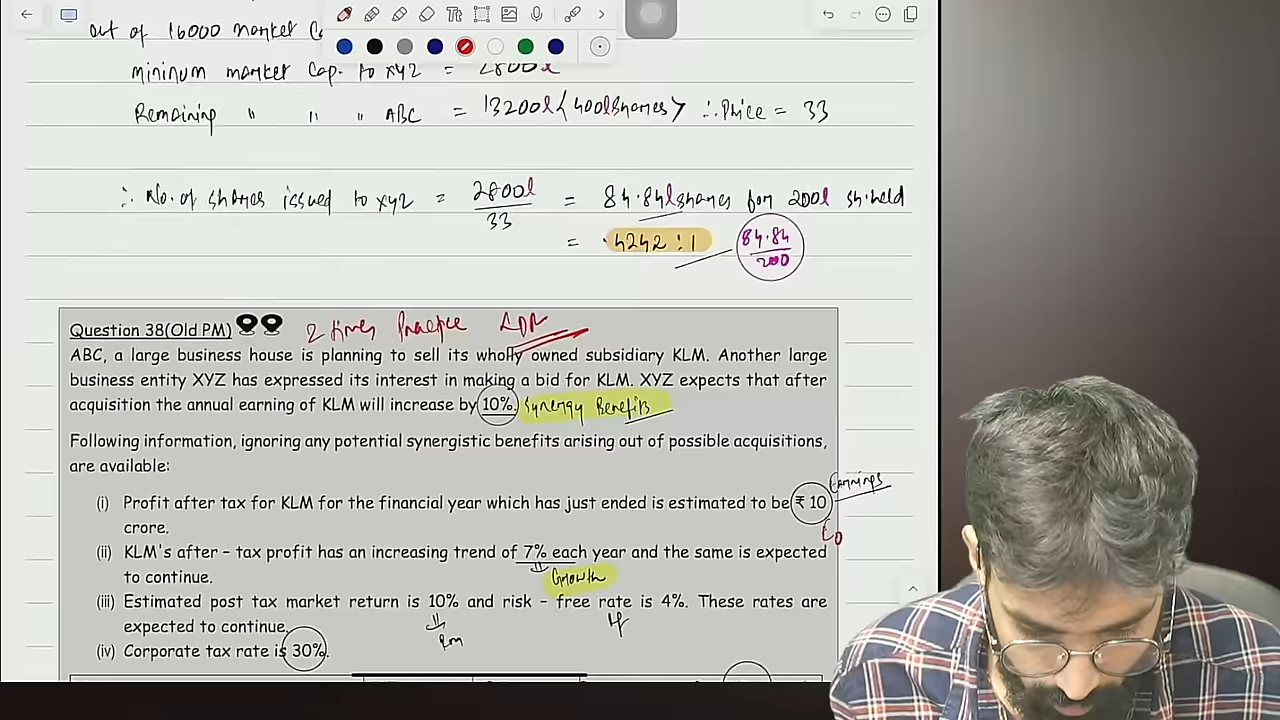 out of 16000 market Ca
minimum market Cap. to xyz = 2800l
Remaining " " " ABC = 13200l < 400l shares > ∴ Price = 33
∴ No. of shares issued to xyz = 2800l / 33 = 84.84l shares for 200l sh. held
= .4242 : 1
84.84 / 200
Question 38(Old PM) 2 times Practice LDR
ABC, a large business house is planning to sell its wholly owned subsidiary KLM. Another large
business entity XYZ has expressed its interest in making a bid for KLM. XYZ expects that after
acquisition the annual earning of KLM will increase by 10%. Synergy Benefits
Following information, ignoring any potential synergistic benefits arising out of possible acquisitions,
are available:
Earnings
(i) Profit after tax for KLM for the financial year which has just ended is estimated to be ₹ 10
crore.
E0
(ii) KLM's after – tax profit has an increasing trend of 7% each year and the same is expected
to continue.
Growth
(iii) Estimated post tax market return is 10% and risk – free rate is 4%. These rates are
expected to continue.
Rm
Rf
(iv) Corporate tax rate is 30%.